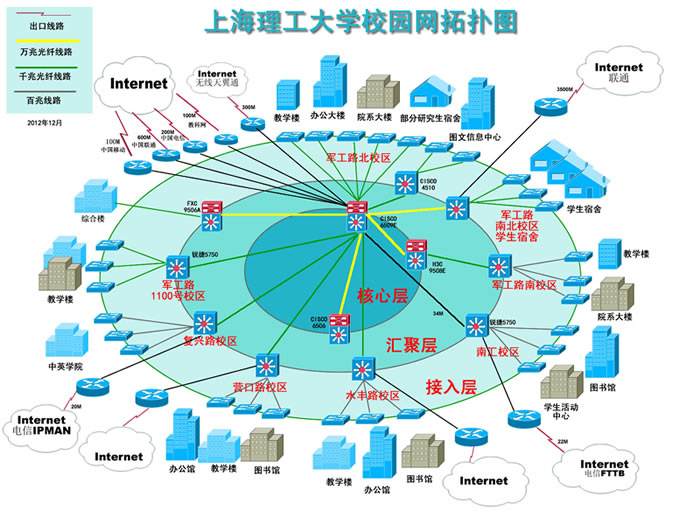 上海理工大学校园网拓扑图
出口线路
万兆光纤线路
千兆光纤线路
百兆线路
2012年12月
Internet
Internet
无线天翼通
300M
100M
教科网
200M
中国电信
600M
中国联通
100M
中国移动
教学楼
办公大楼
院系大楼
部分研究生宿舍
图文信息中心
3500M
Internet
联通
军工路北校区
CISCO
4510
学生宿舍
军工路
南北校区
学生宿舍
综合楼
FXC
9506A
CISCO
6509E
H3C
9508E
教学楼
院系大楼
军工路南校区
锐捷5750
军工路
1100号校区
教学楼
核心层
34M
CISCO
6506
锐捷5750
南汇校区
汇聚层
接入层
复兴路校区
中英学院
营口路校区
水丰路校区
图书馆
学生活动
中心
20M
Internet
电信IPMAN
Internet
办公馆
教学楼
图书馆
教学楼
办公馆
图书馆
Internet
22M
Internet
电信FTTB